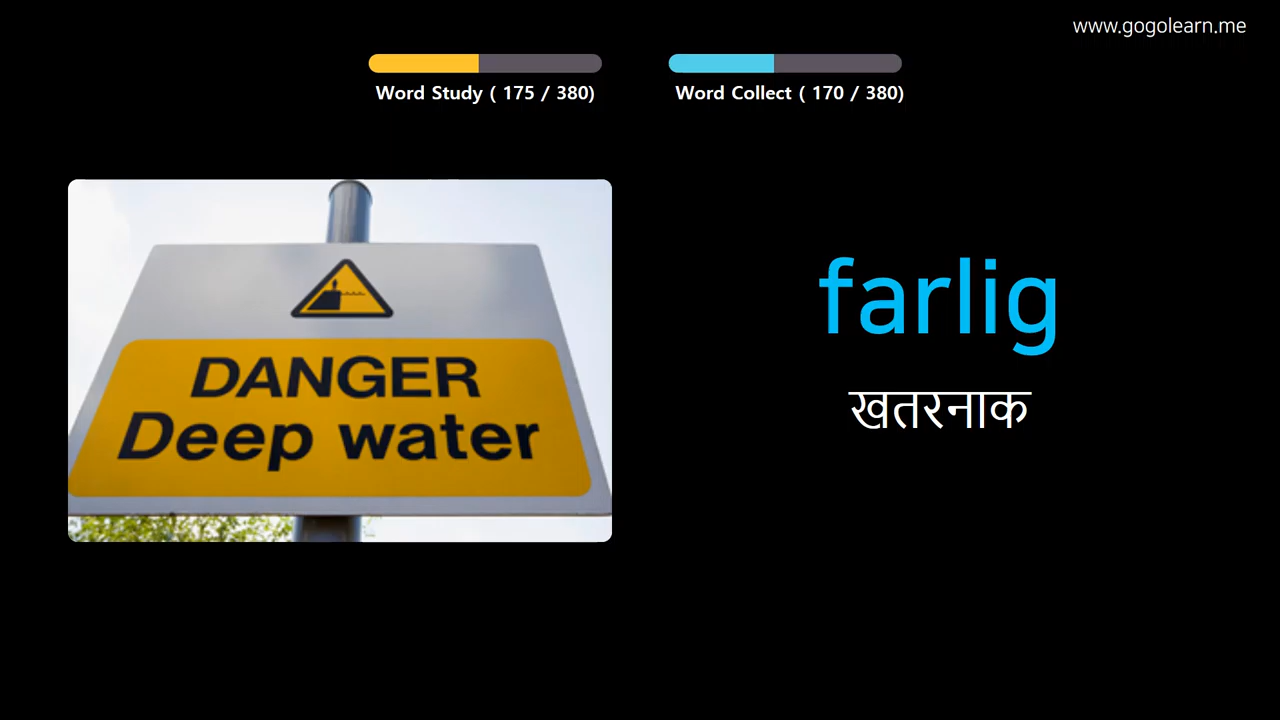 www.gogolearn.me
Word Study ( 175 / 380)
Word Collect ( 170 / 380)
DANGER
Deep water
farlig
खतरनाक